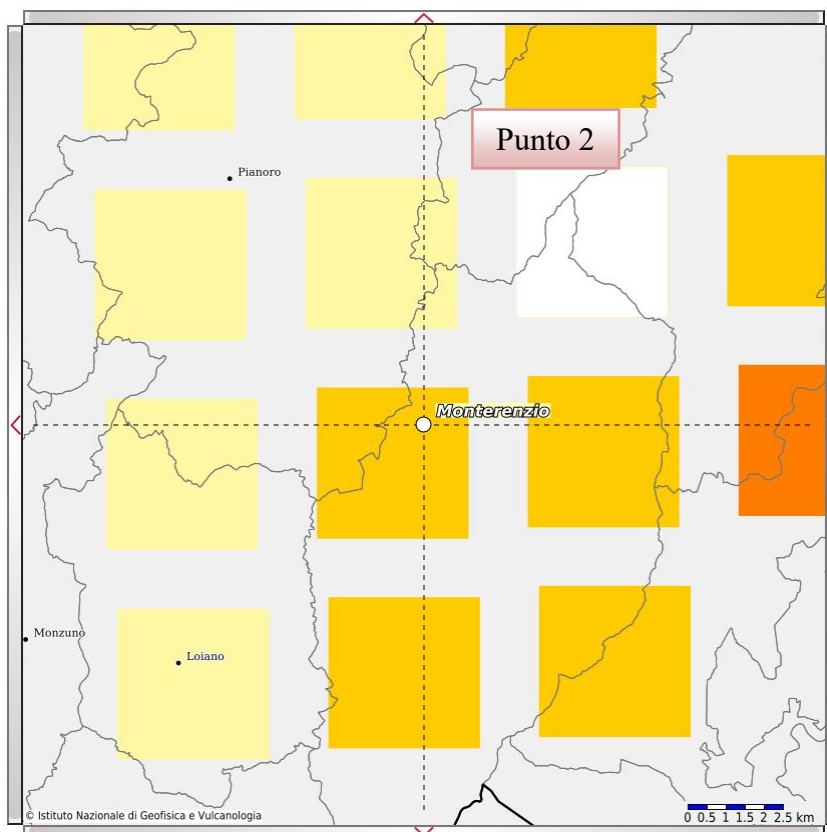 Punto 2
Pianoro
Monterenzio
Monzuno
Loiano
© Istituto Nazionale di Geofisica e Vulcanologia
0 0.5 1 1.5 2 2.5 km